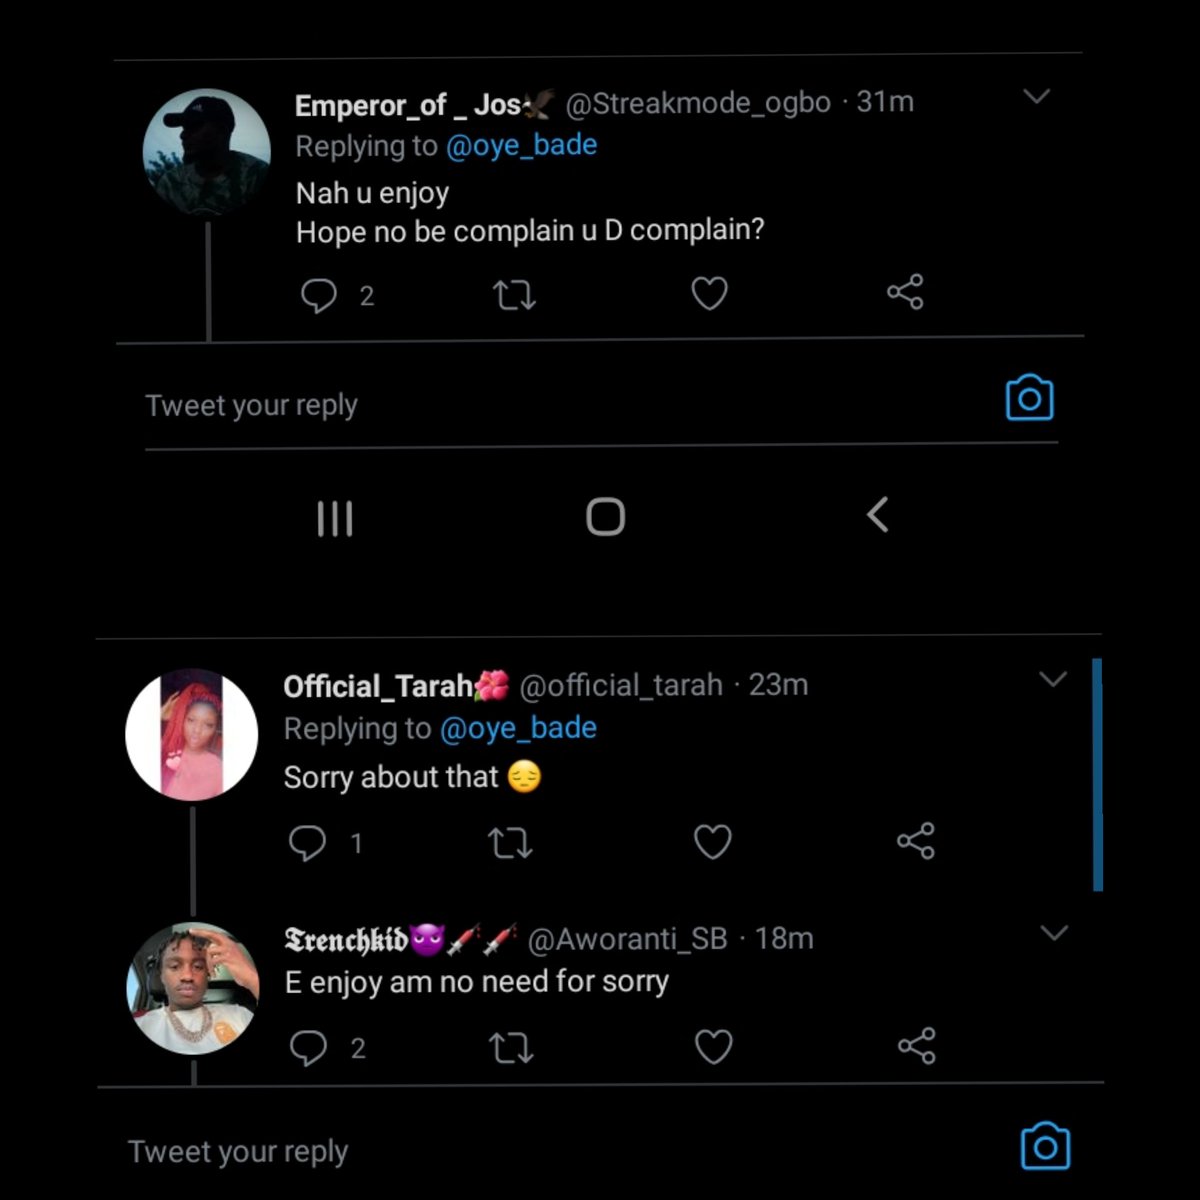 Emperor_of _ Jos🦅 @Streakmode_ogbo · 31m
Replying to @oye_bade
Nah u enjoy
Hope no be complain u D complain?
2
Tweet your reply
Official_Tarah🌺 @official_tarah · 23m
Replying to @oye_bade
Sorry about that 😔
1
𝕿𝖗𝖊𝖓𝖈𝖍𝖐𝖎𝖉😈💉💉 @Aworanti_SB · 18m
E enjoy am no need for sorry
2
Tweet your reply